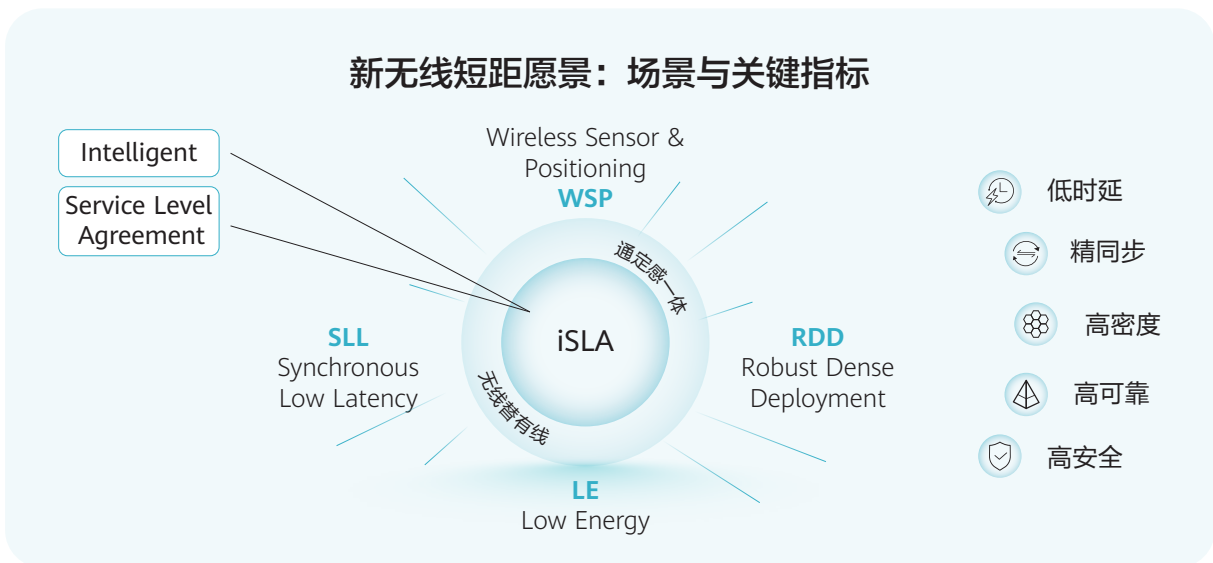 新无线短距愿景：场景与关键指标
Intelligent
Service Level
Agreement
Wireless Sensor &
Positioning
WSP
通定感一体
iSLA
无线替有线
SLL
Synchronous
Low Latency
RDD
Robust Dense
Deployment
LE
Low Energy
低时延
精同步
高密度
高可靠
高安全